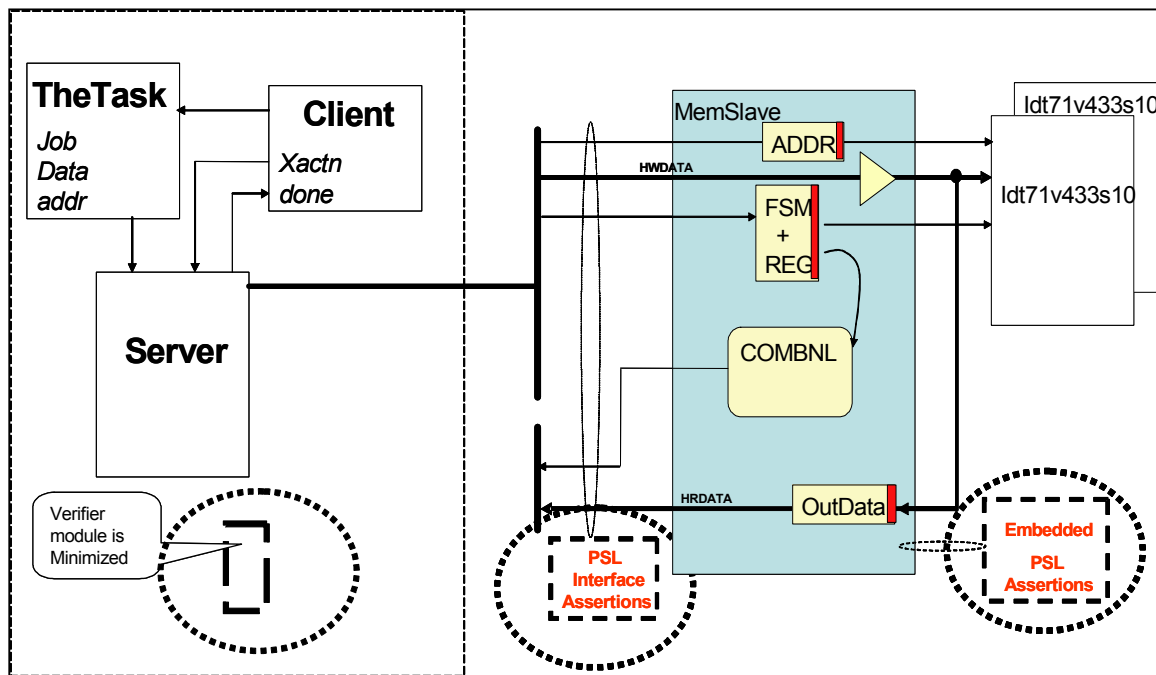 TheTask
Job
Data
addr
Client
Xactn
done
Server
Verifier
module is
Minimized
MemSlave
ADDR
HWDATA
FSM
+
REG
COMBNL
HRDATA
OutData
Idt71v433s10
Idt71v433s10
PSL
Interface
Assertions
Embedded
PSL
Assertions